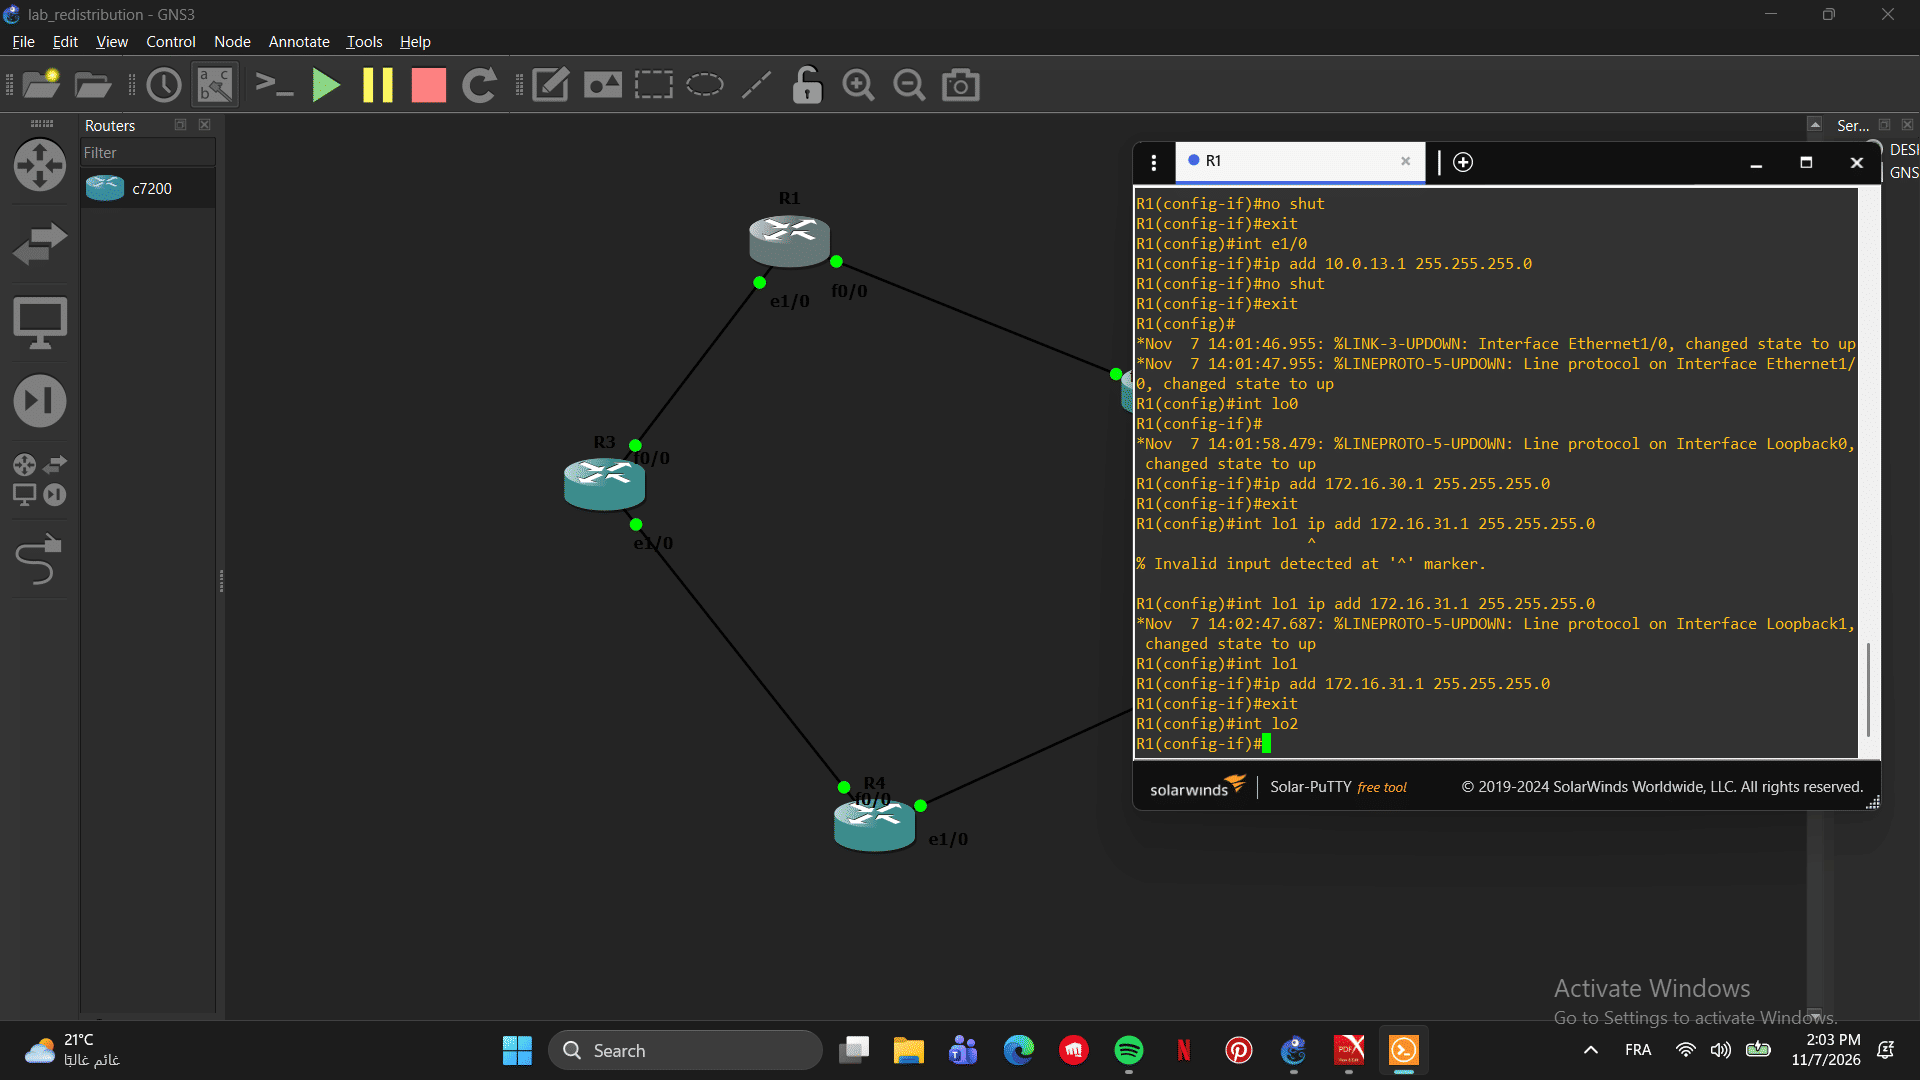 lab_redistribution - GNS3
File Edit View Control Node Annotate Tools Help
Routers
Filter
c7200
R1
e1/0
f0/0
R3
f0/0
e1/0
R4
f0/0
e1/0
Ser...
DESI
GNS
R1
R1(config-if)#no shut
R1(config-if)#exit
R1(config)#int e1/0
R1(config-if)#ip add 10.0.13.1 255.255.255.0
R1(config-if)#no shut
R1(config-if)#exit
R1(config)#
*Nov  7 14:01:46.955: %LINK-3-UPDOWN: Interface Ethernet1/0, changed state to up
*Nov  7 14:01:47.955: %LINEPROTO-5-UPDOWN: Line protocol on Interface Ethernet1/
0, changed state to up
R1(config)#int lo0
R1(config-if)#
*Nov  7 14:01:58.479: %LINEPROTO-5-UPDOWN: Line protocol on Interface Loopback0,
changed state to up
R1(config-if)#ip add 172.16.30.1 255.255.255.0
R1(config-if)#exit
R1(config)#int lo1 ip add 172.16.31.1 255.255.255.0
^
% Invalid input detected at '^' marker.
R1(config)#int lo1 ip add 172.16.31.1 255.255.255.0
*Nov  7 14:02:47.687: %LINEPROTO-5-UPDOWN: Line protocol on Interface Loopback1,
changed state to up
R1(config)#int lo1
R1(config-if)#ip add 172.16.31.1 255.255.255.0
R1(config-if)#exit
R1(config)#int lo2
R1(config-if)#
solarwinds Solar-PuTTY free tool © 2019-2024 SolarWinds Worldwide, LLC. All rights reserved.
Activate Windows
Go to Settings to activate Windows.
21°C
غائم غالبًا
Search
FRA
2:03 PM
11/7/2026